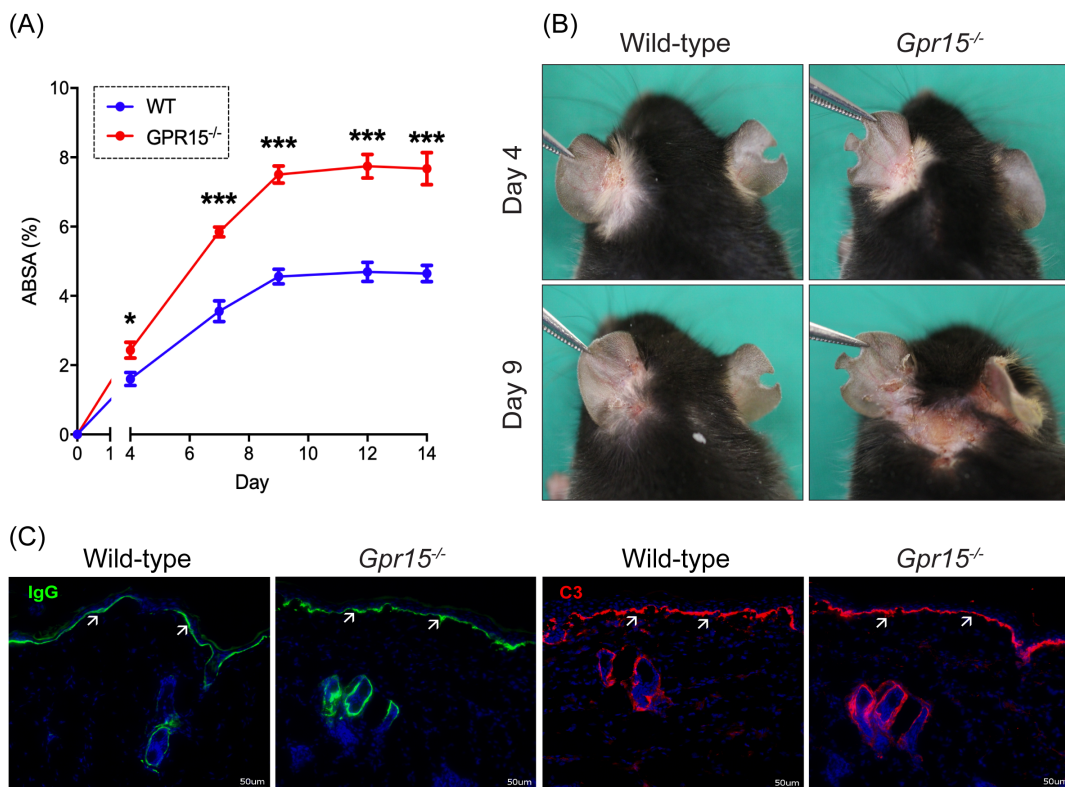 (A)
WT
GPR15-/-
ABSA (%)
10
8
6
4
2
0
*
***
***
***
***
0 1 4 6 8 10 12 14
Day
(B)
Wild-type Gpr15-/-
Day 4
Day 9
(C)
Wild-type Gpr15-/- Wild-type Gpr15-/-
IgG C3
50um 50um 50um 50um